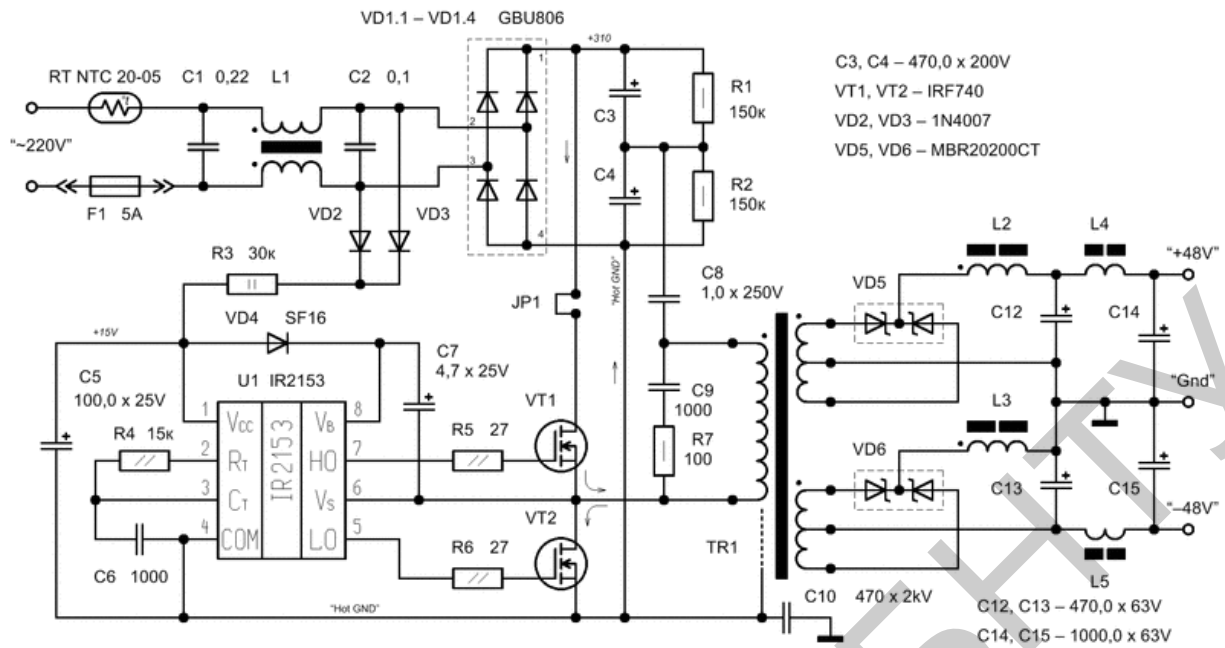 VD1.1 – VD1.4 GBU806
+310
RT NTC 20-05
C1 0,22
L1
C2 0,1
1
R1
150к
C3, C4 – 470,0 x 200V
VT1, VT2 – IRF740
VD2, VD3 – 1N4007
VD5, VD6 – MBR20200CT
t
C3
2
"~220V"
3
C4
R2
150к
F1 5A
VD2
VD3
4
L2
L4
R3 30к
C8
1,0 x 250V
"Hot GND"
VD5
"+48V"
JP1
+15V
VD4
SF16
C12
C14
C7
4,7 x 25V
C5
100,0 x 25V
U1 IR2153
C9
1000
"Gnd"
VT1
L3
1
Vcc
IR2153
VB
8
R4 15к
2
RT
HO
7
R5 27
R7
100
VD6
3
CT
VS
6
C13
C15
4
COM
LO
5
VT2
"–48V"
R6 27
TR1
C6 1000
L5
"Hot GND"
C10 470 x 2kV
C12, C13 – 470,0 x 63V
C14, C15 – 1000,0 x 63V